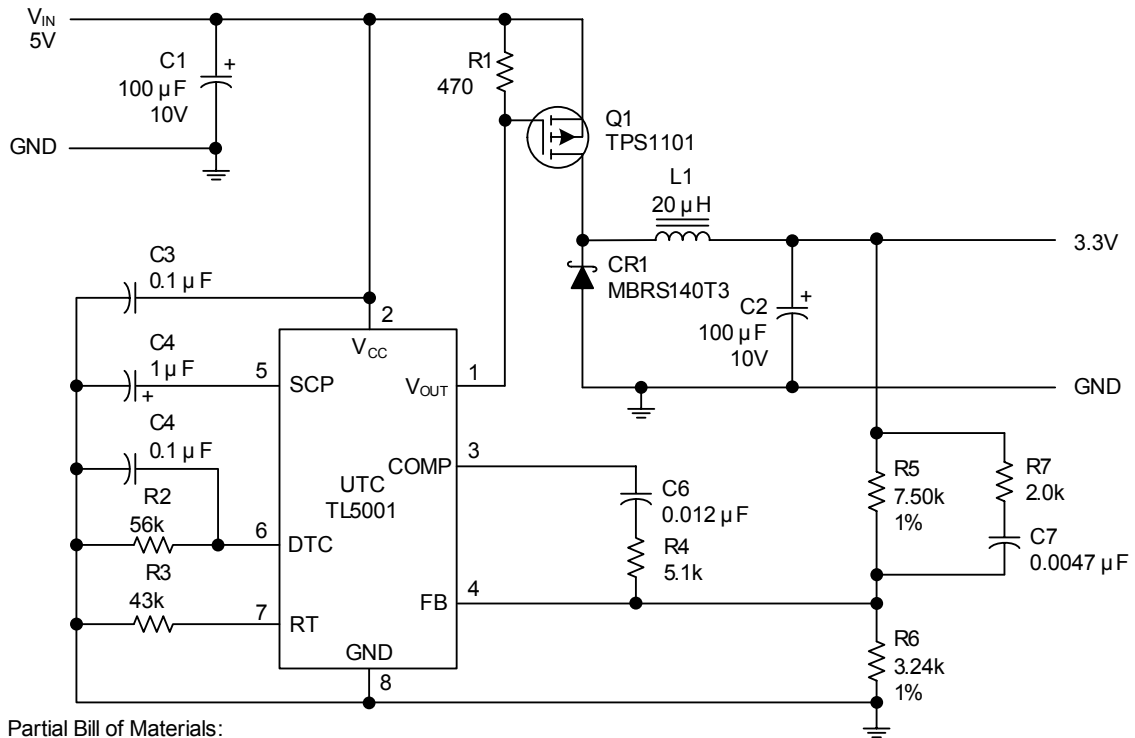 VIN
5V
C1
100 µF
10V
+
GND
R1
470
Q1
TPS1101
L1
20 µH
3.3V
CR1
MBRS140T3
C2
100 µF
10V
+
GND
C3
0.1 µF
C4
1µF
+
5
SCP
2
VCC
1
VOUT
C4
0.1 µF
3
COMP
UTC
TL5001
R2
56k
6
DTC
C6
0.012 µF
R4
5.1k
R5
7.50k
1%
R7
2.0k
C7
0.0047 µF
R3
43k
7
RT
4
FB
GND
8
R6
3.24k
1%
Partial Bill of Materials: